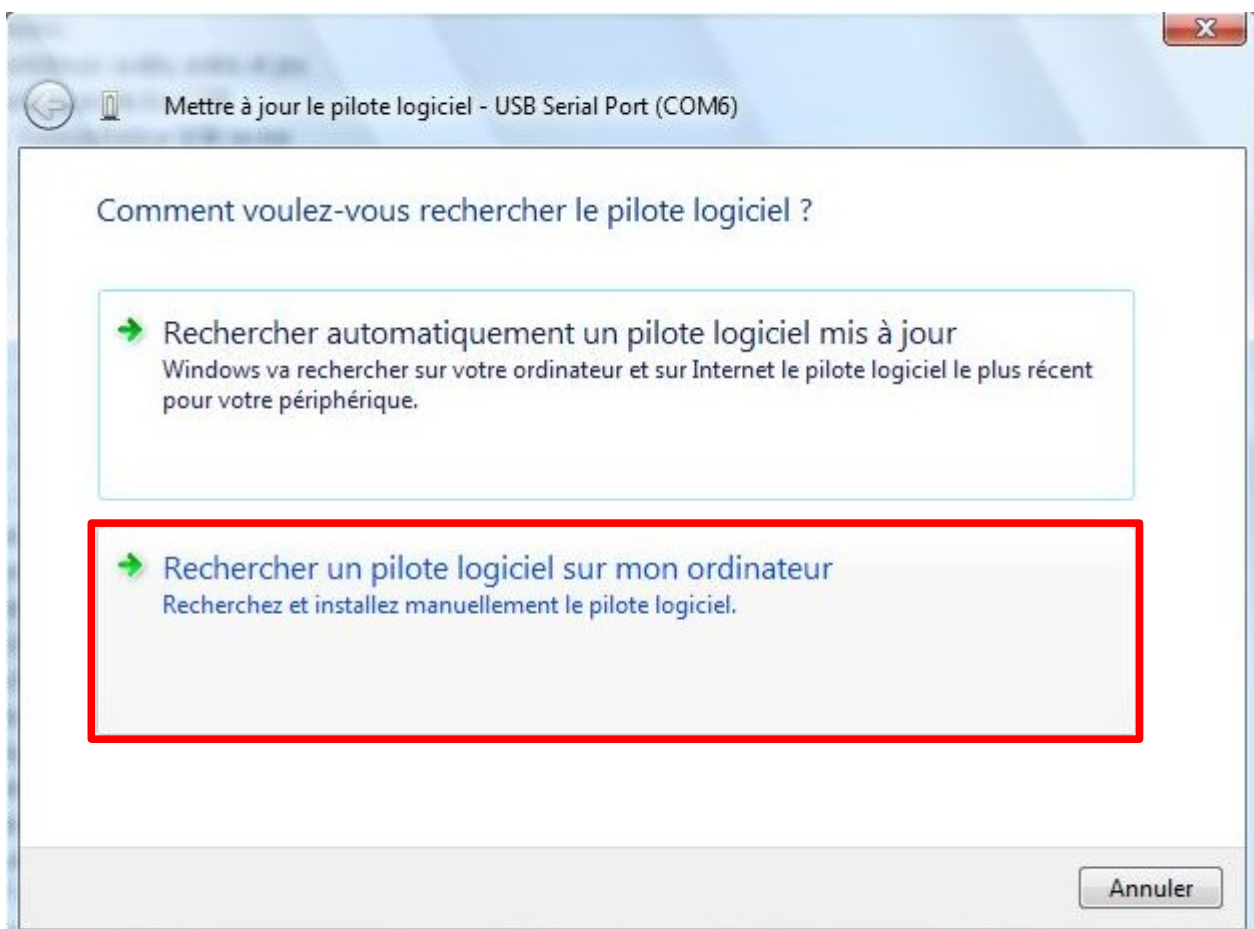 Mettre à jour le pilote logiciel - USB Serial Port (COM6)
Comment voulez-vous rechercher le pilote logiciel ?
Rechercher automatiquement un pilote logiciel mis à jour
Windows va rechercher sur votre ordinateur et sur Internet le pilote logiciel le plus récent
pour votre périphérique.
Rechercher un pilote logiciel sur mon ordinateur
Recherchez et installez manuellement le pilote logiciel.
Annuler